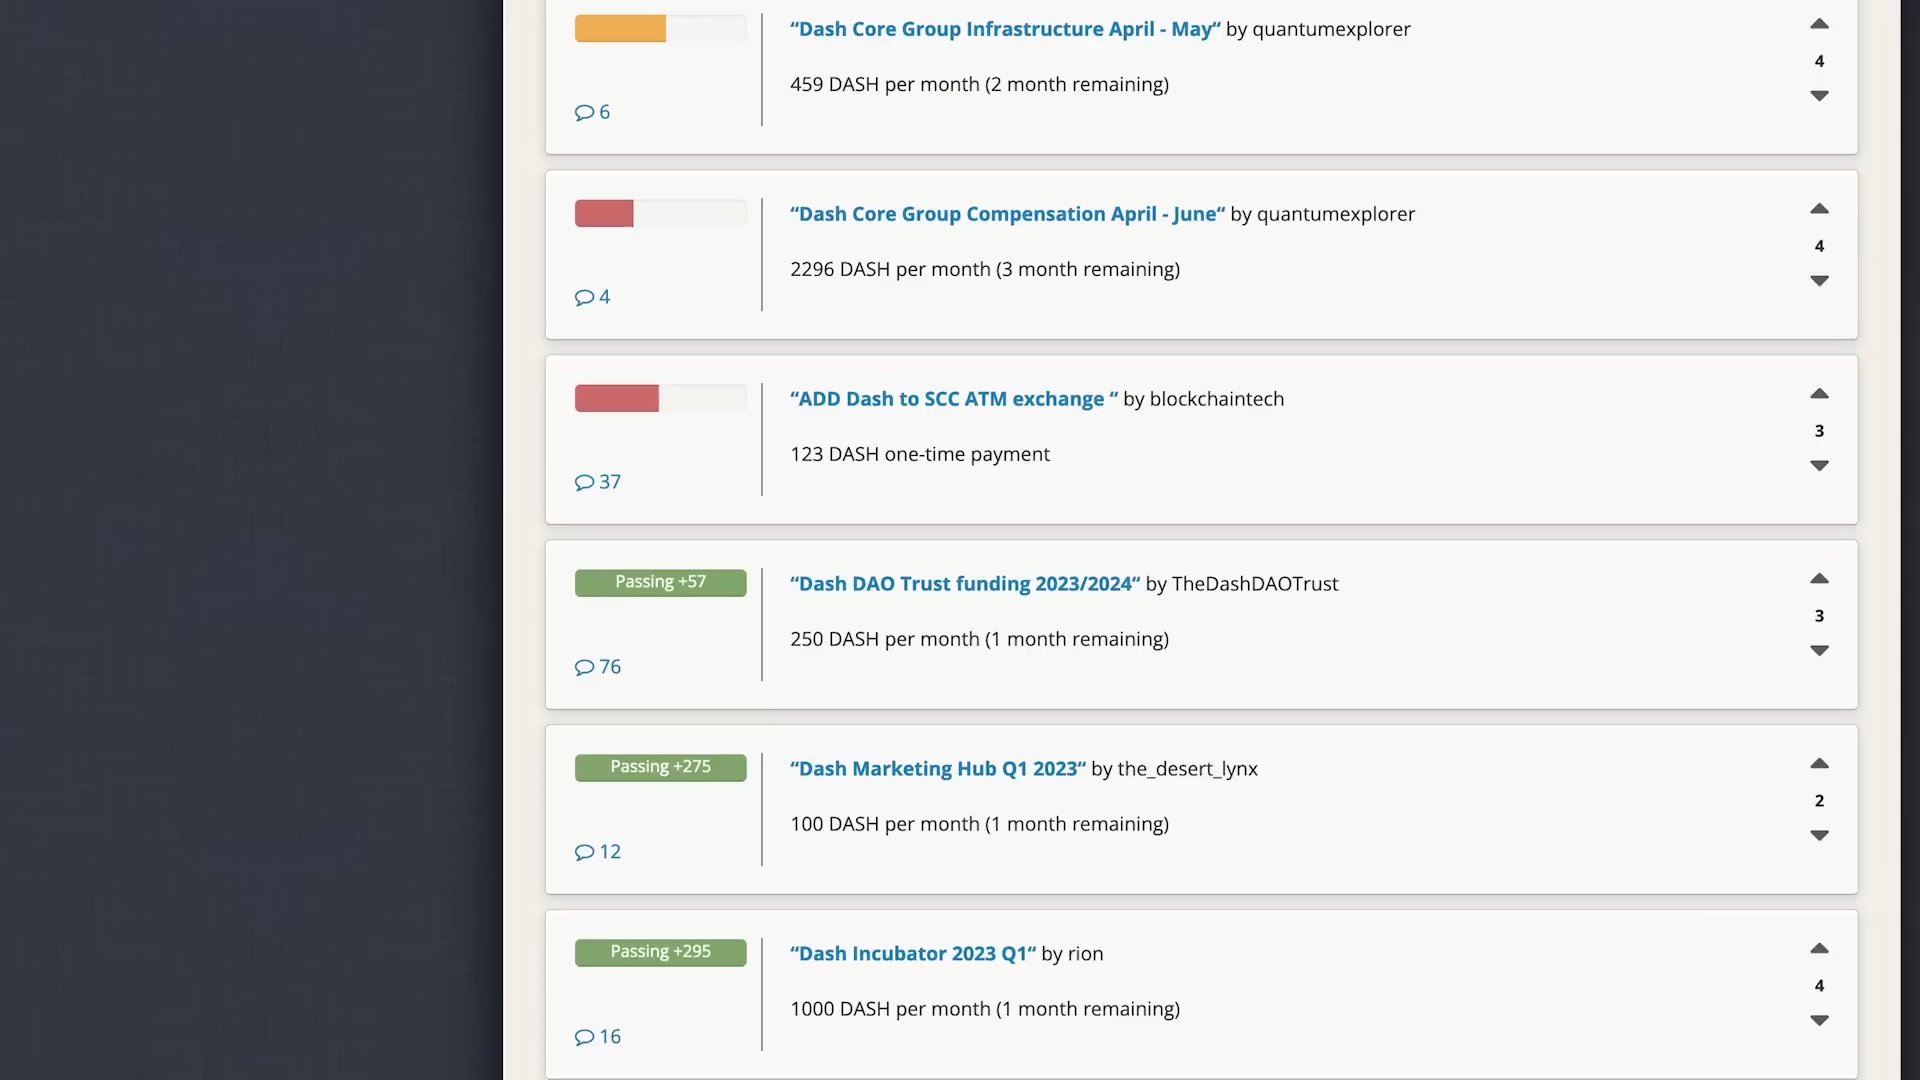 “Dash Core Group Infrastructure April - May“ by quantumexplorer
4
459 DASH per month (2 month remaining)
6
“Dash Core Group Compensation April - June“ by quantumexplorer
4
2296 DASH per month (3 month remaining)
4
“ADD Dash to SCC ATM exchange “ by blockchaintech
3
123 DASH one-time payment
37
Passing +57
“Dash DAO Trust funding 2023/2024“ by TheDashDAOTrust
3
250 DASH per month (1 month remaining)
76
Passing +275
“Dash Marketing Hub Q1 2023“ by the_desert_lynx
2
100 DASH per month (1 month remaining)
12
Passing +295
“Dash Incubator 2023 Q1“ by rion
4
1000 DASH per month (1 month remaining)
16